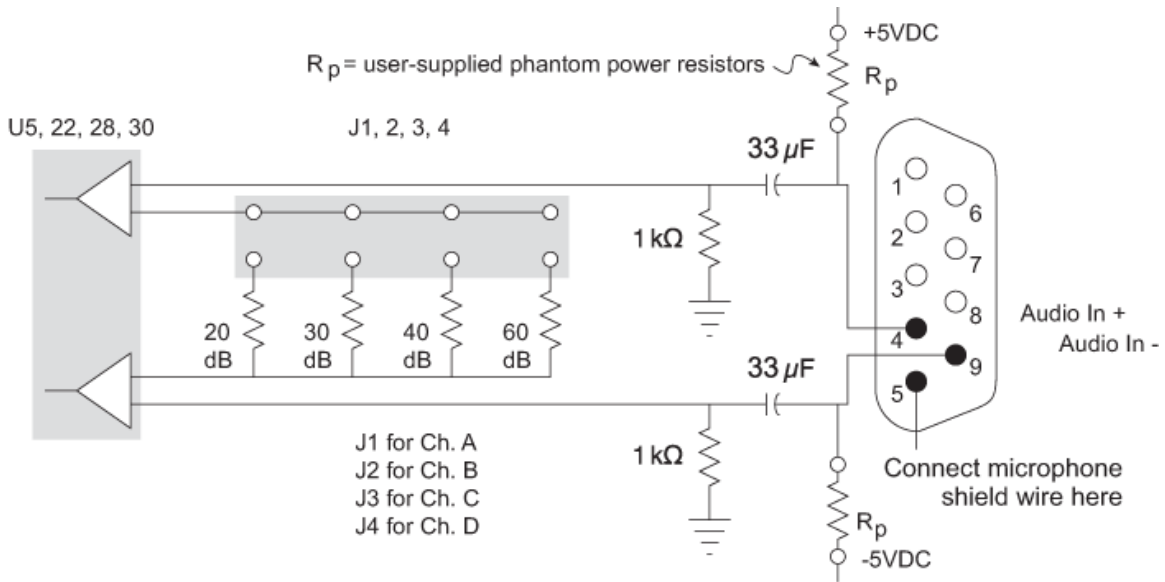 +5VDC
R p = user-supplied phantom power resistors
R p
U5, 22, 28, 30
J1, 2, 3, 4
33 µF
1
6
2
1 kΩ
7
3
8
20 dB
30 dB
40 dB
60 dB
4
Audio In +
Audio In -
9
33 µF
5
J1 for Ch. A
J2 for Ch. B
J3 for Ch. C
J4 for Ch. D
1 kΩ
Connect microphone
shield wire here
R p
-5VDC